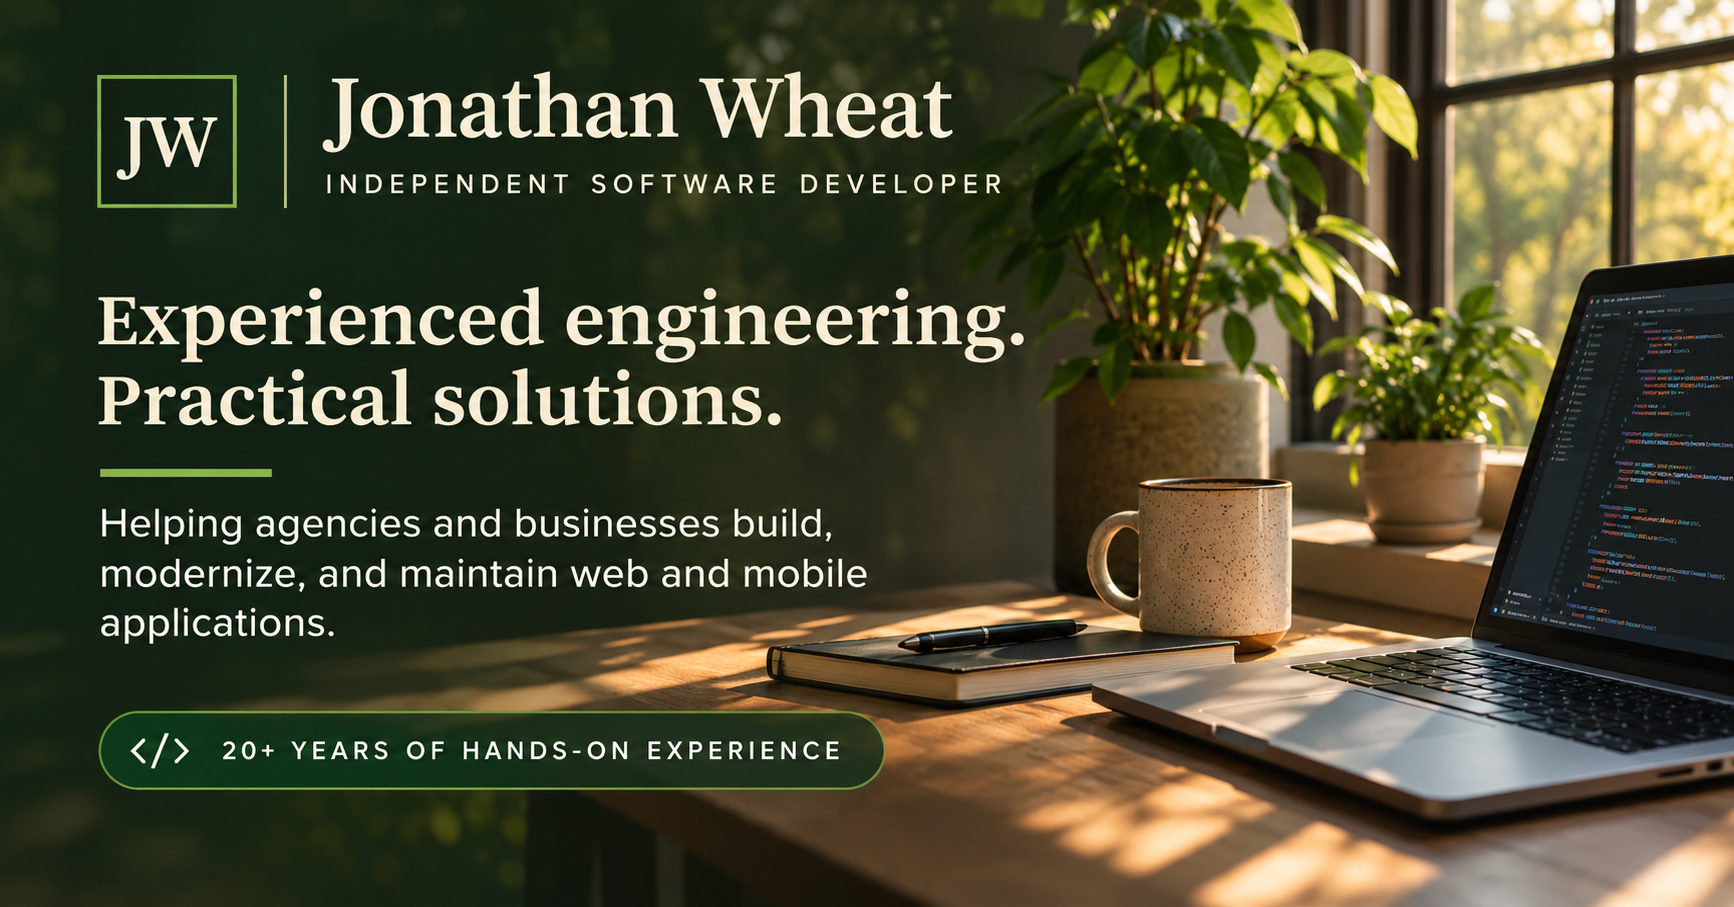 JW
Jonathan Wheat
INDEPENDENT SOFTWARE DEVELOPER
Experienced engineering.
Practical solutions.
Helping agencies and businesses build,
modernize, and maintain web and mobile
applications.
</> 20+ YEARS OF HANDS-ON EXPERIENCE